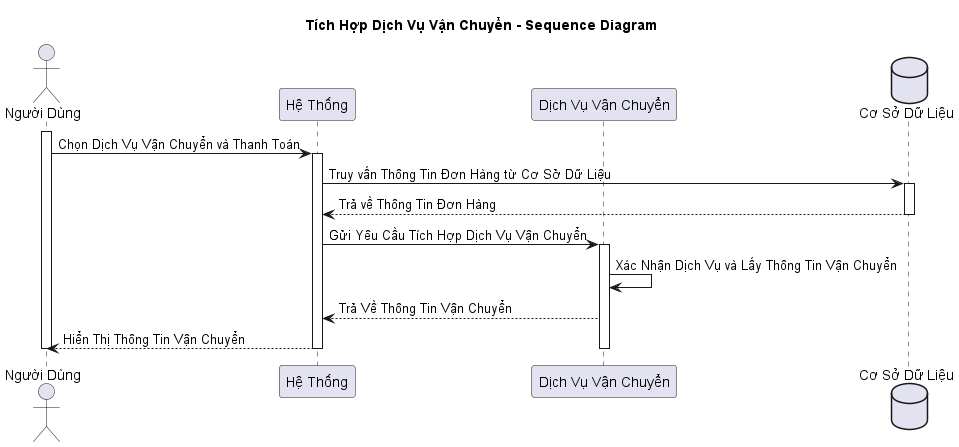 Tích Hợp Dịch Vụ Vận Chuyển - Sequence Diagram
Người Dùng
Hệ Thống
Dịch Vụ Vận Chuyển
Cơ Sở Dữ Liệu
Chọn Dịch Vụ Vận Chuyển và Thanh Toán
Truy vấn Thông Tin Đơn Hàng từ Cơ Sở Dữ Liệu
Trả về Thông Tin Đơn Hàng
Gửi Yêu Cầu Tích Hợp Dịch Vụ Vận Chuyển
Xác Nhận Dịch Vụ và Lấy Thông Tin Vận Chuyển
Trả Về Thông Tin Vận Chuyển
Hiển Thị Thông Tin Vận Chuyển
Người Dùng
Hệ Thống
Dịch Vụ Vận Chuyển
Cơ Sở Dữ Liệu